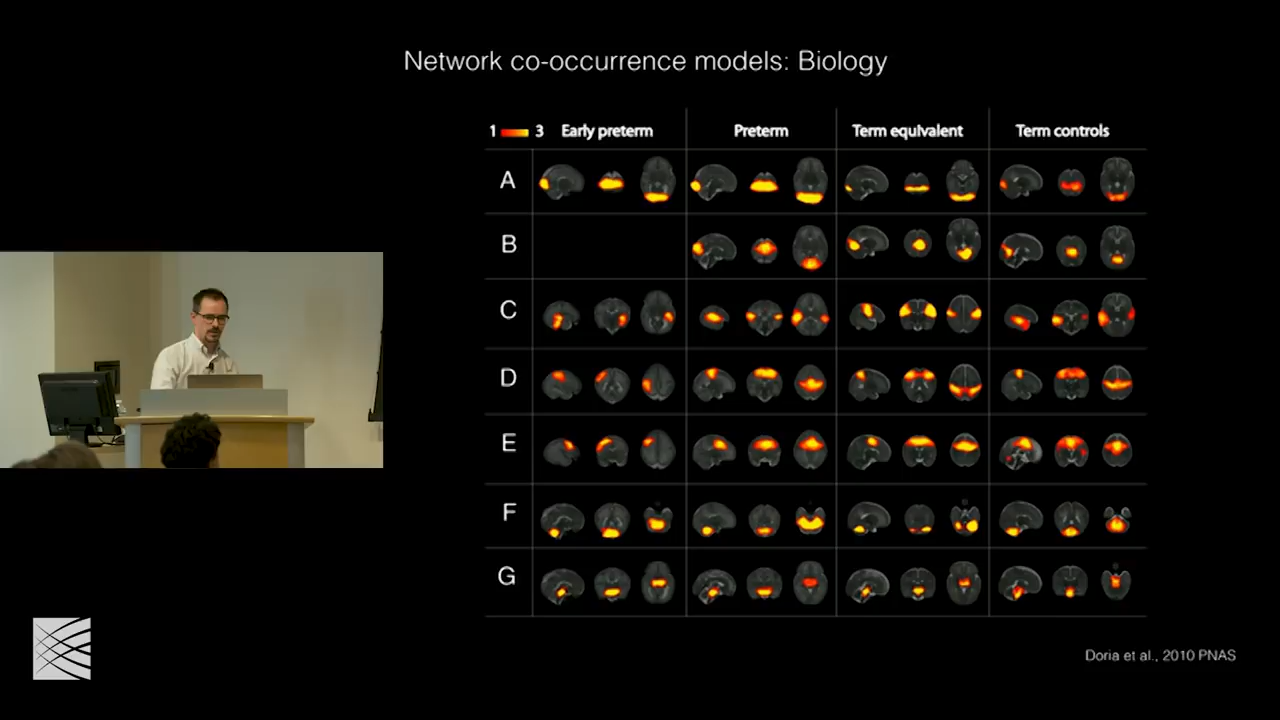 Network co-occurrence models: Biology
1 3 Early preterm Preterm Term equivalent Term controls
A
B
C
D
E
F
G
Doria et al., 2010 PNAS